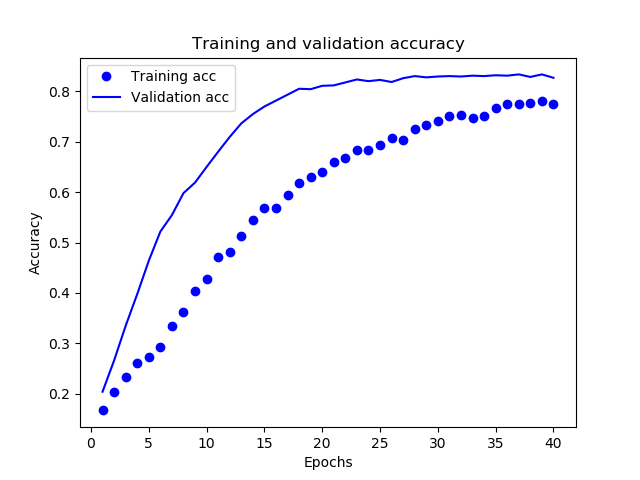 Training and validation accuracy
Training acc
Validation acc
0.8
0.7
0.6
0.5
0.4
0.3
0.2
Accuracy
0 5 10 15 20 25 30 35 40
Epochs